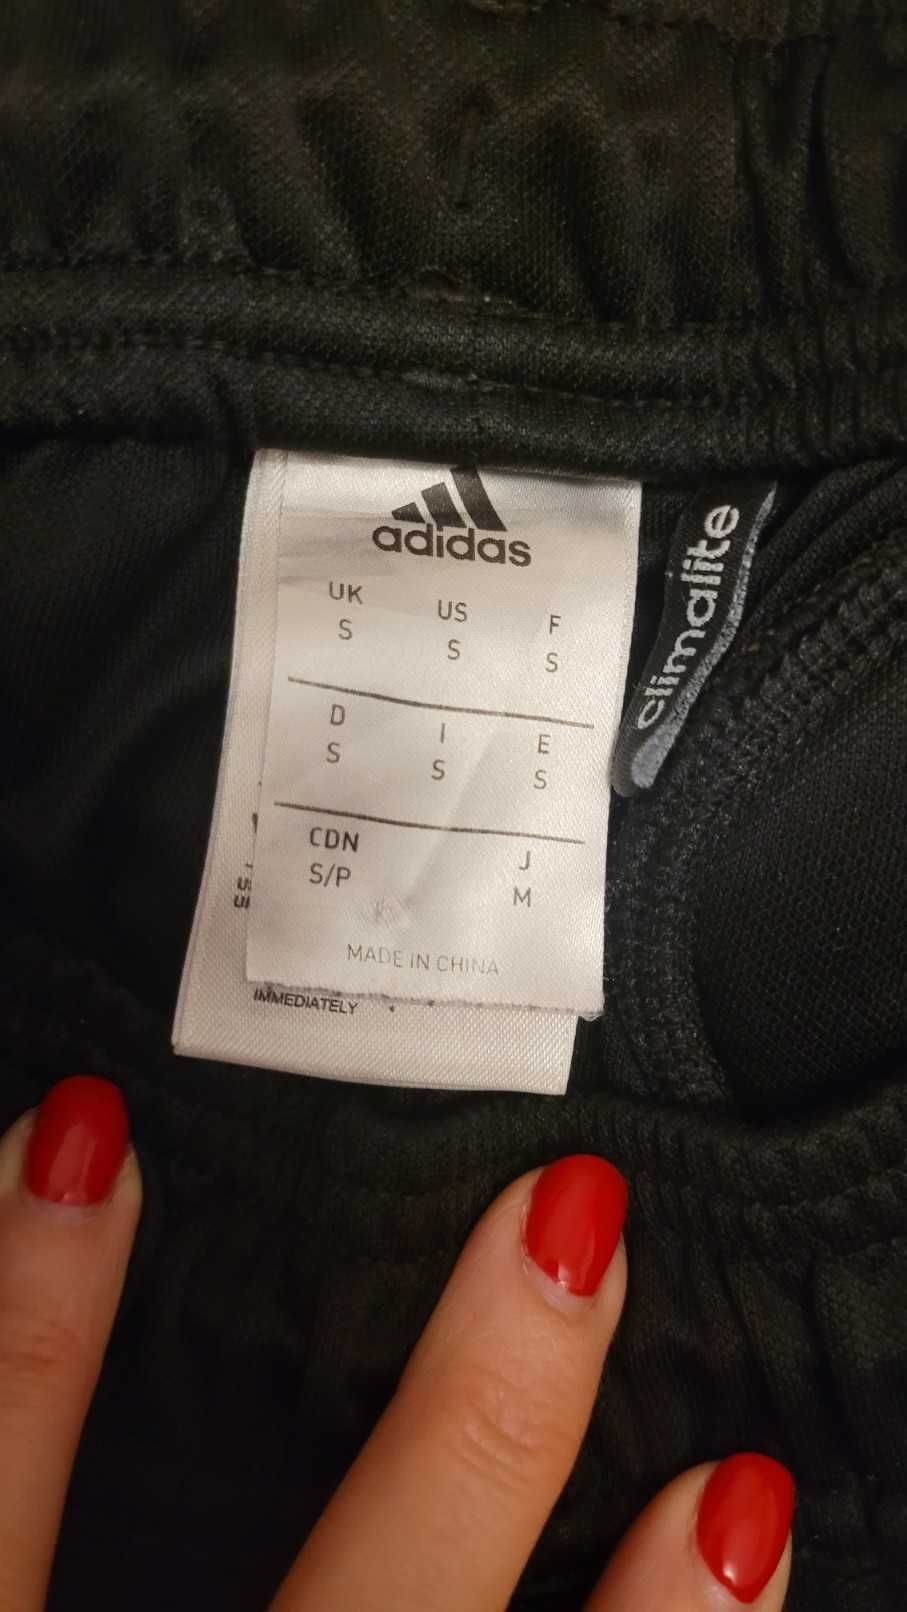 adidas
UK US F
S S S
D I E
S S S
CDN J
S/P M
MADE IN CHINA
IMMEDIATELY
climalite